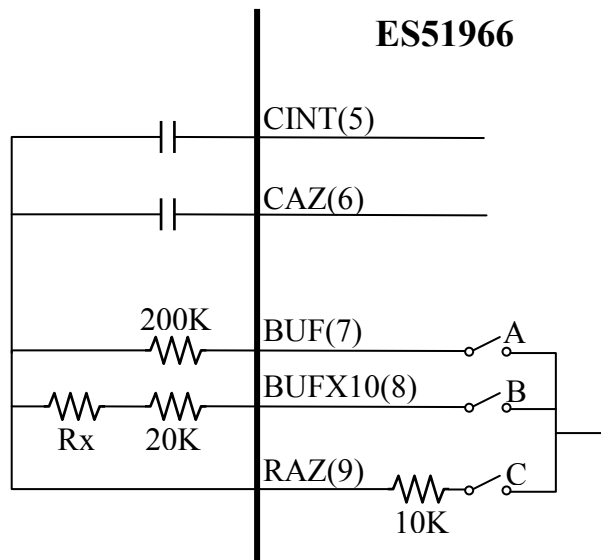 ES51966
CINT(5)
CAZ(6)
200K
BUF(7)
A
BUFX10(8)
B
Rx
20K
RAZ(9)
C
10K